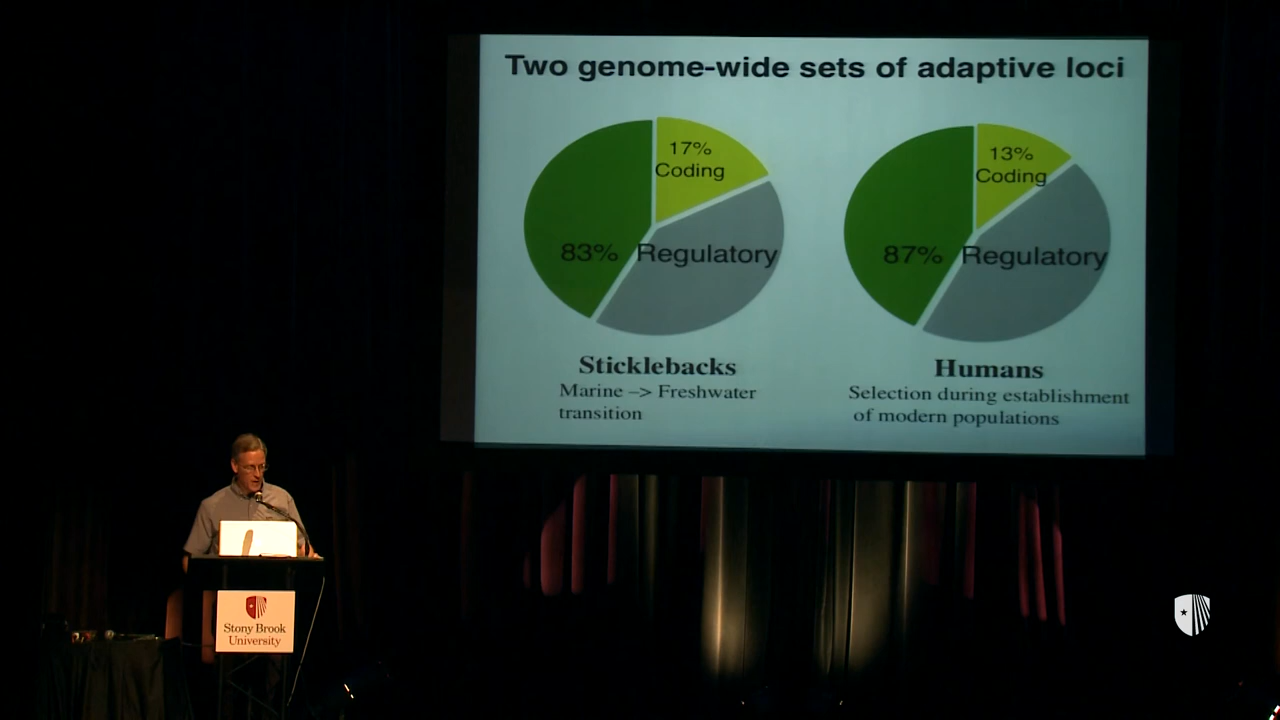 Two genome-wide sets of adaptive loci
17%
Coding
83% Regulatory
13%
Coding
87% Regulatory
Sticklebacks
Marine –> Freshwater
transition
Humans
Selection during establishment
of modern populations
Stony Brook
University